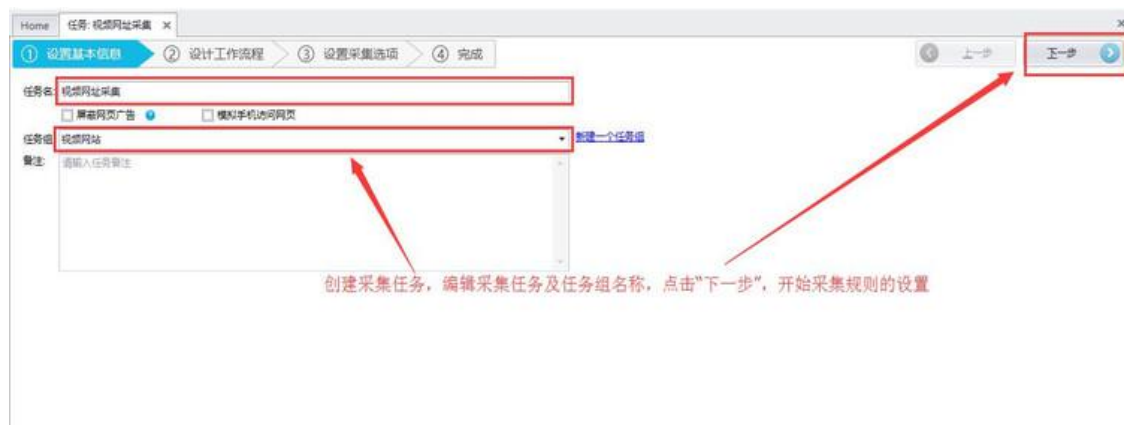 Home 任务: 视频网址采集
① 设置基本信息 ② 设计工作流程 ③ 设置采集选项 ④ 完成 上一步 下一步
任务名: 视频网址采集
屏蔽网页广告 模拟手机访问网页
任务组 视频网站 新建一个任务组
备注: 请输入任务备注
创建采集任务，编辑采集任务及任务组名称，点击“下一步”，开始采集规则的设置